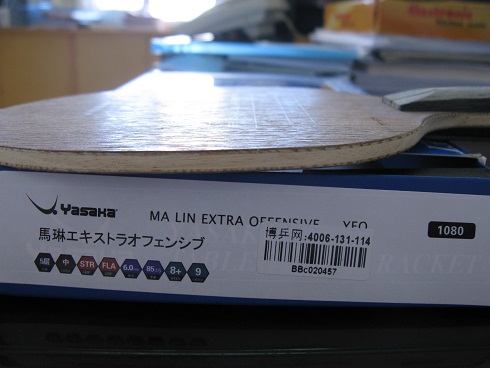 Yasaka
MA LIN EXTRA OFFENSIVE YEO
1080
馬琳エキストラオフェンシブ
博乒网:4006-131-114
BBc020457
5層 中 STR FLA 6.0 85 8+ 9